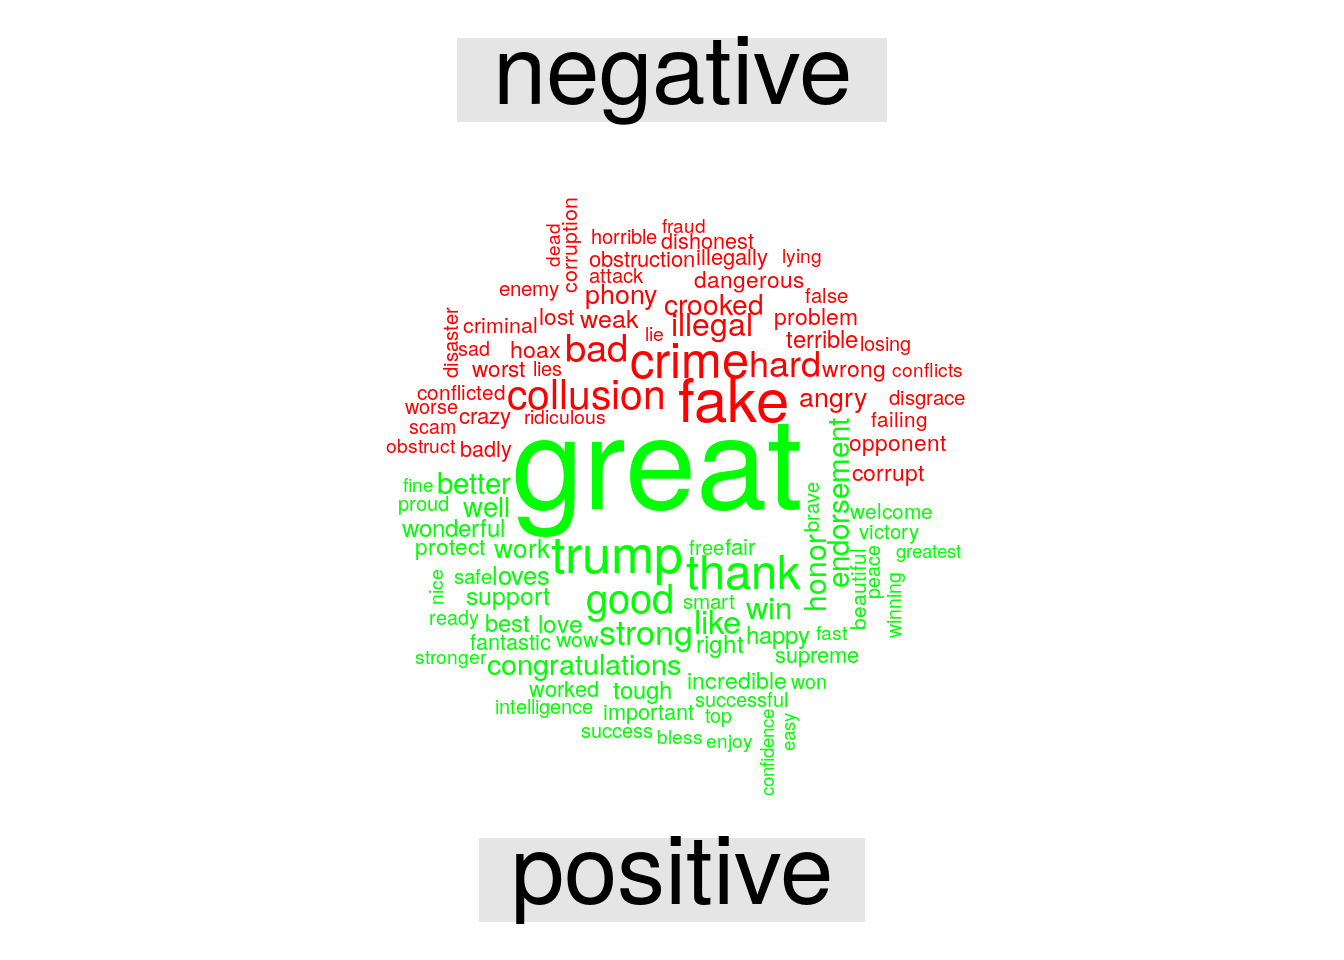 negative
dead
corruption
horrible
fraud
dishonest
obstruction
illegally
lying
attack
dangerous
enemy
phony
crooked
false
disaster
criminal
lost
weak
lie
illegal
problem
sad
hoax
bad
crime
hard
terrible
losing
worst
lies
wrong
conflicts
conflicted
collusion
fake
angry
disgrace
worse
crazy
ridiculous
failing
scam
obstruct
badly
opponent
great
corrupt
fine
better
endorsement
brave
proud
well
welcome
wonderful
victory
protect
work
trump
free
fair
honor
greatest
nice
safe
loves
thank
beautiful
peace
winning
support
good
smart
win
ready
best
love
strong
like
happy
fast
fantastic
wow
right
supreme
stronger
congratulations
incredible
won
worked
tough
successful
intelligence
important
top
success
bless
enjoy
confidence
easy
positive